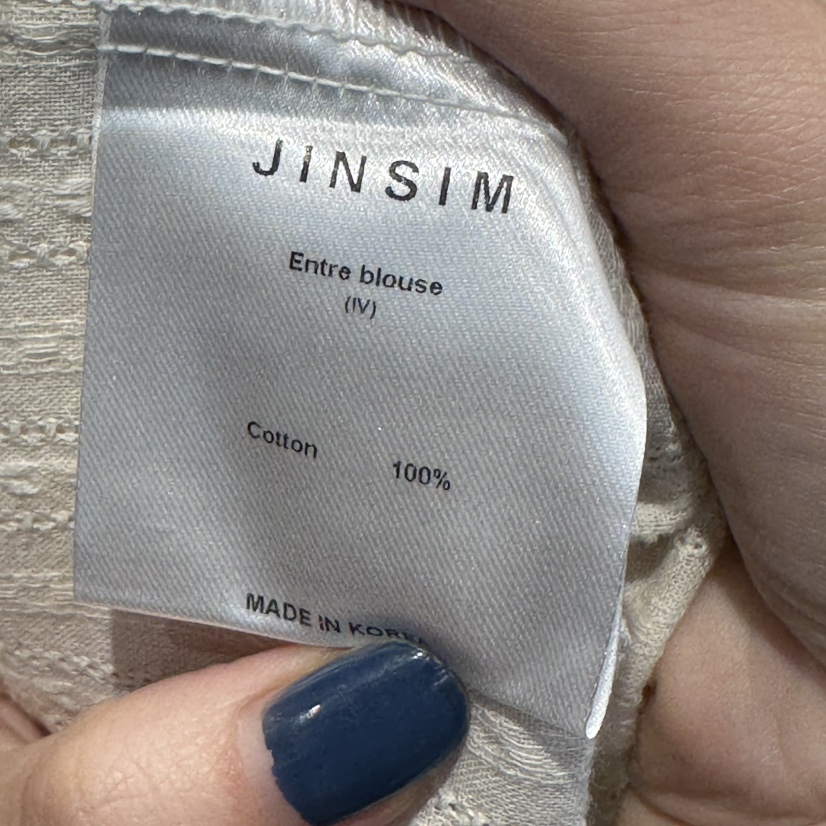 JINSIM
Entre blouse
(IV)
Cotton 100%
MADE IN KOREA